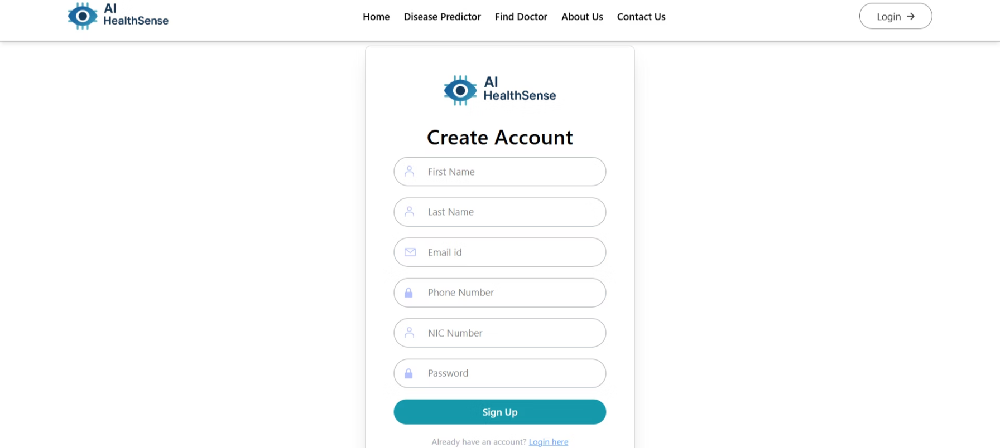 AI
HealthSense
Home Disease Predictor Find Doctor About Us Contact Us
Login →
AI
HealthSense
Create Account
First Name
Last Name
Email id
Phone Number
NIC Number
Password
Sign Up
Already have an account? Login here